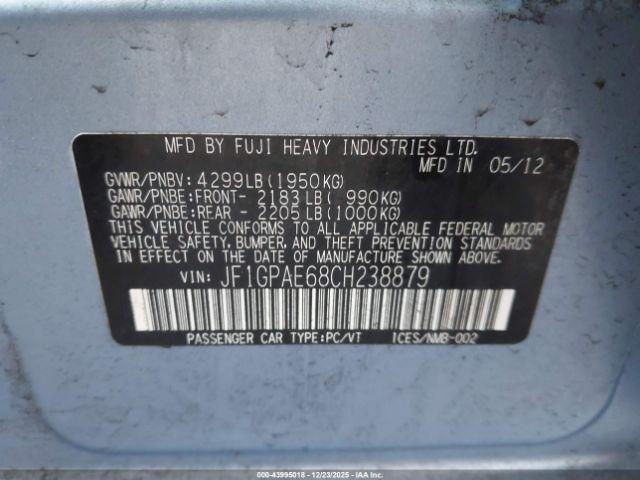 MFD BY FUJI HEAVY INDUSTRIES LTD.
MFD IN 05/12
GVWR/PNBV: 4299LB (1950KG)
GAWR/PNBE: FRONT- 2183 LB ( 990KG)
GAWR/PNBE: REAR - 2205 LB (1000KG)
THIS VEHICLE CONFORMS TO ALL APPLICABLE FEDERAL MOTOR
VEHICLE SAFETY, BUMPER, AND THEFT PREVENTION STANDARDS
IN EFFECT ON THE DATE OF MANUFACTURE SHOWN ABOVE.
VIN: JF1GPAE68CH238879
PASSENGER CAR TYPE: PC/VT ICES/NMB-002
000-43995018 - 12/23/2025 - IAAI.COM